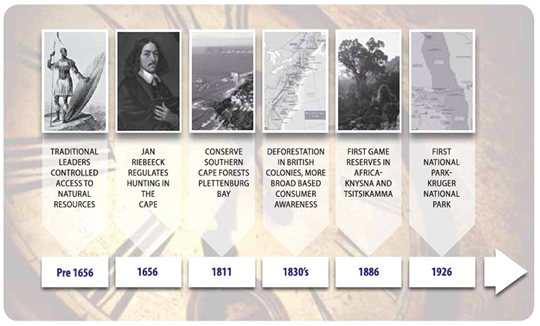 TRADITIONAL
LEADERS
CONTROLLED
ACCESS TO
NATURAL
RESOURCES
JAN
RIEBEECK
REGULATES
HUNTING IN
THE
CAPE
CONSERVE
SOUTHERN
CAPE FORESTS
PLETTENBURG
BAY
DEFORESTATION
IN BRITISH
COLONIES, MORE
BROAD BASED
CONSUMER
AWARENESS
FIRST GAME
RESERVES IN
AFRICA-
KNYSNA AND
TSITSIKAMMA
FIRST
NATIONAL
PARK-
KRUGER
NATIONAL
PARK
Pre 1656
1656
1811
1830's
1886
1926